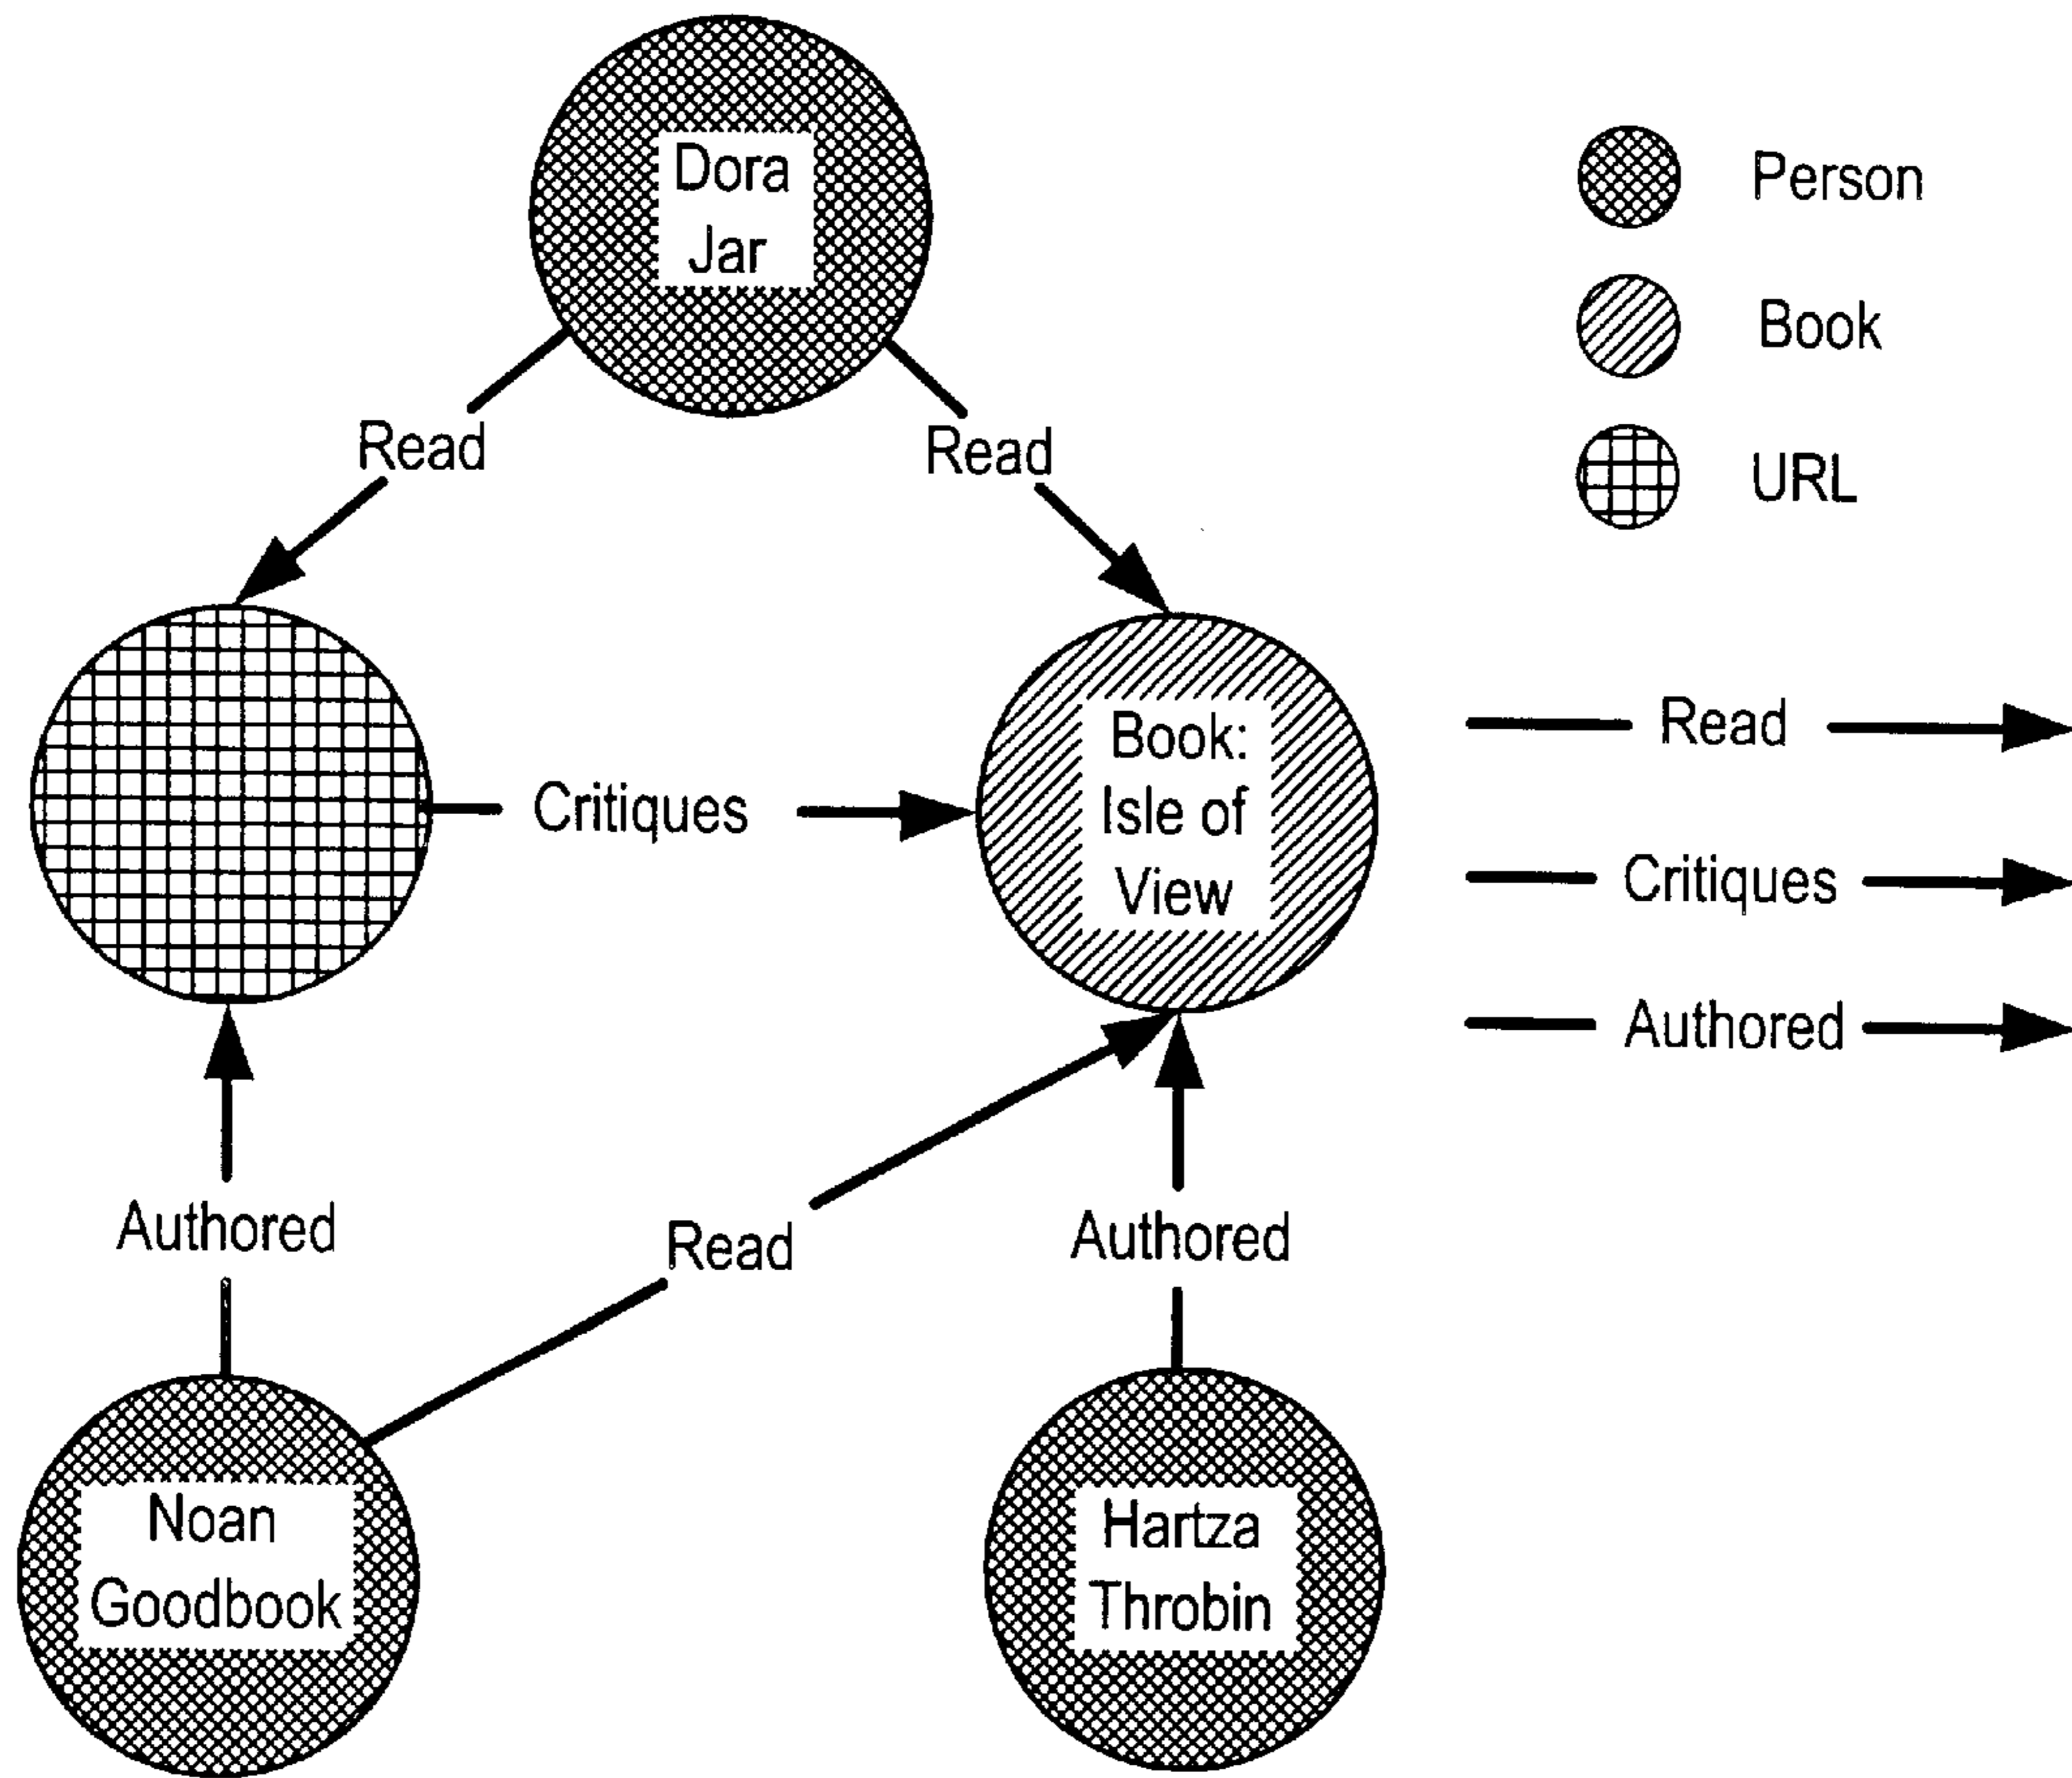 Dora
Jar
Person
Book
URL
Read
Read
Book:
Isle of
View
Critiques
Read
Critiques
Authored
Authored
Read
Authored
Noan
Goodbook
Hartza
Throbin